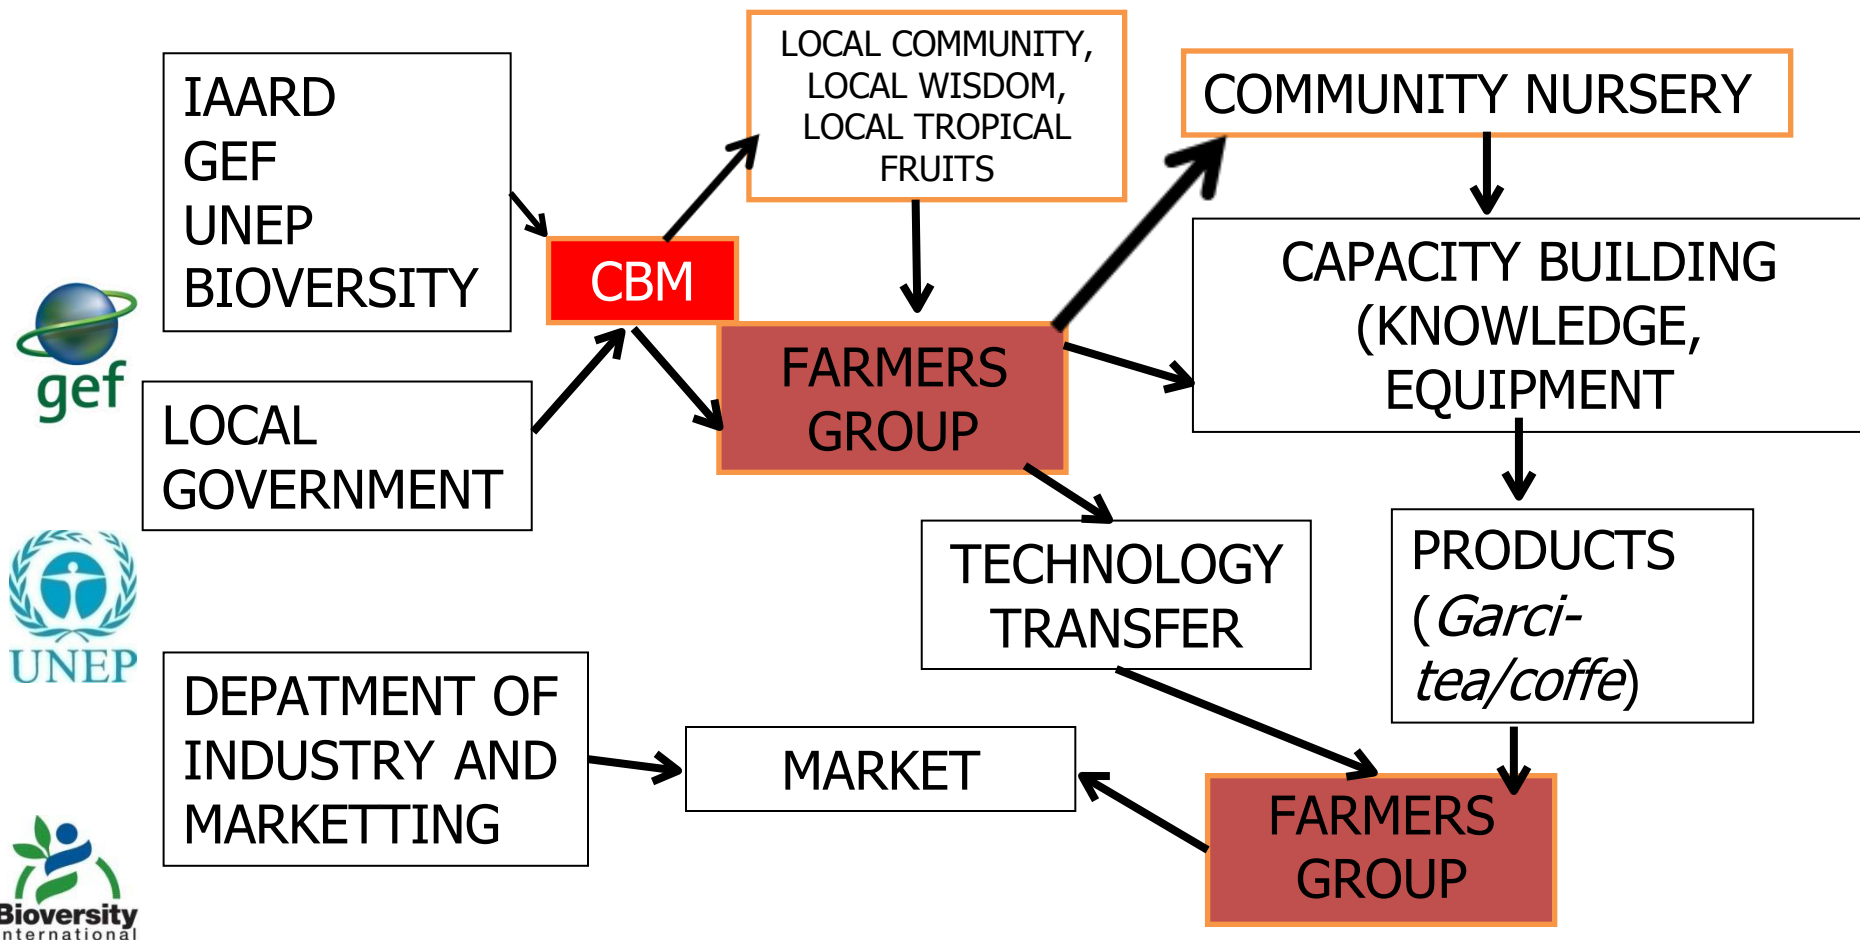 IAARD
GEF
UNEP
BIOVERSITY
LOCAL COMMUNITY,
LOCAL WISDOM,
LOCAL TROPICAL
FRUITS
COMMUNITY NURSERY
CBM
CAPACITY BUILDING
(KNOWLEDGE,
EQUIPMENT
gef
LOCAL
GOVERNMENT
FARMERS
GROUP
TECHNOLOGY
TRANSFER
PRODUCTS
(Garci-
tea/coffe)
UNEP
DEPATMENT OF
INDUSTRY AND
MARKETTING
MARKET
FARMERS
GROUP
Bioversity
International